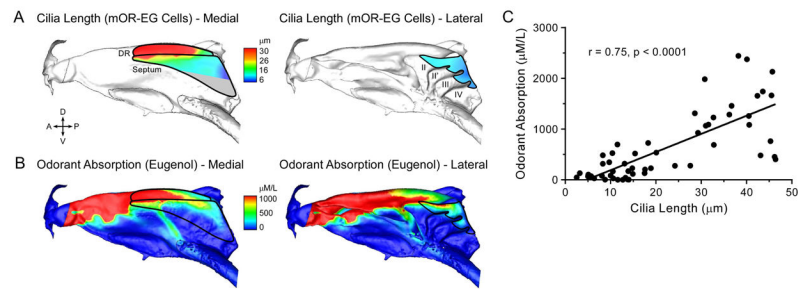 A
Cilia Length (mOR-EG Cells) - Medial
μm
30
26
16
6
DR
Septum
D
A
P
V
Cilia Length (mOR-EG Cells) - Lateral
II
II'
III
IV
B
Odorant Absorption (Eugenol) - Medial
μM/L
1000
500
0
Odorant Absorption (Eugenol) - Lateral
C
r = 0.75, p < 0.0001
Odorant Absorption (μM/L)
3000
2000
1000
0
0
10
20
30
40
50
Cilia Length (μm)